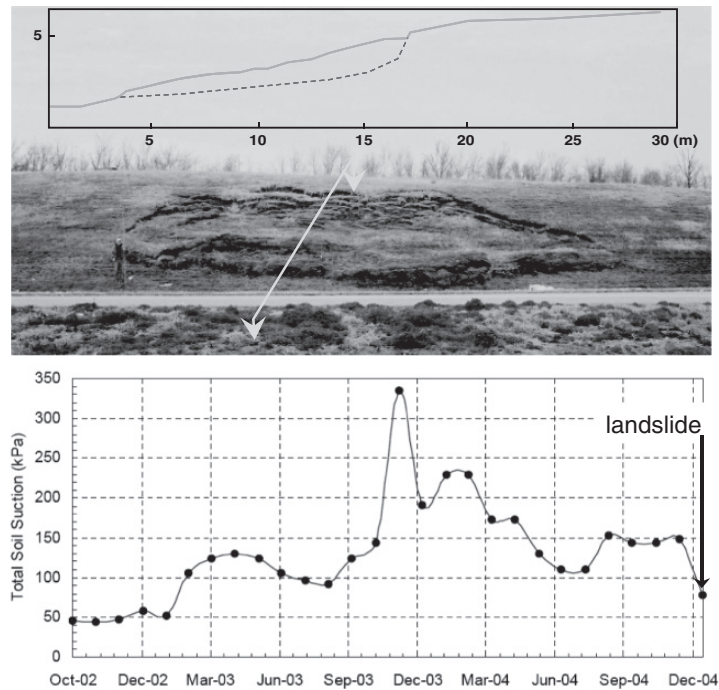 5
5 10 15 20 25 30 (m)
350
300
250
200
150
100
50
0
Total Soil Suction (kPa)
landslide
Oct-02 Dec-02 Mar-03 Jun-03 Sep-03 Dec-03 Mar-04 Jun-04 Sep-04 Dec-04